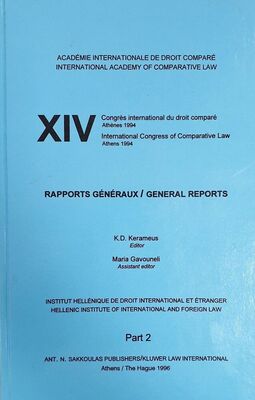 ACADÉMIE INTERNATIONALE DE DROIT COMPARÉ
INTERNATIONAL ACADEMY OF COMPARATIVE LAW
XIV
Congrès international du droit comparé
Athènes 1994
International Congress of Comparative Law
Athens 1994
RAPPORTS GÉNÉRAUX / GENERAL REPORTS
K.D. Kerameus
Editor
Maria Gavouneli
Assistant editor
INSTITUT HELLÉNIQUE DE DROIT INTERNATIONAL ET ÉTRANGER
HELLENIC INSTITUTE OF INTERNATIONAL AND FOREIGN LAW
Part 2
ANT. N. SAKKOULAS PUBLISHERS/KLUWER LAW INTERNATIONAL
Athens / The Hague 1996